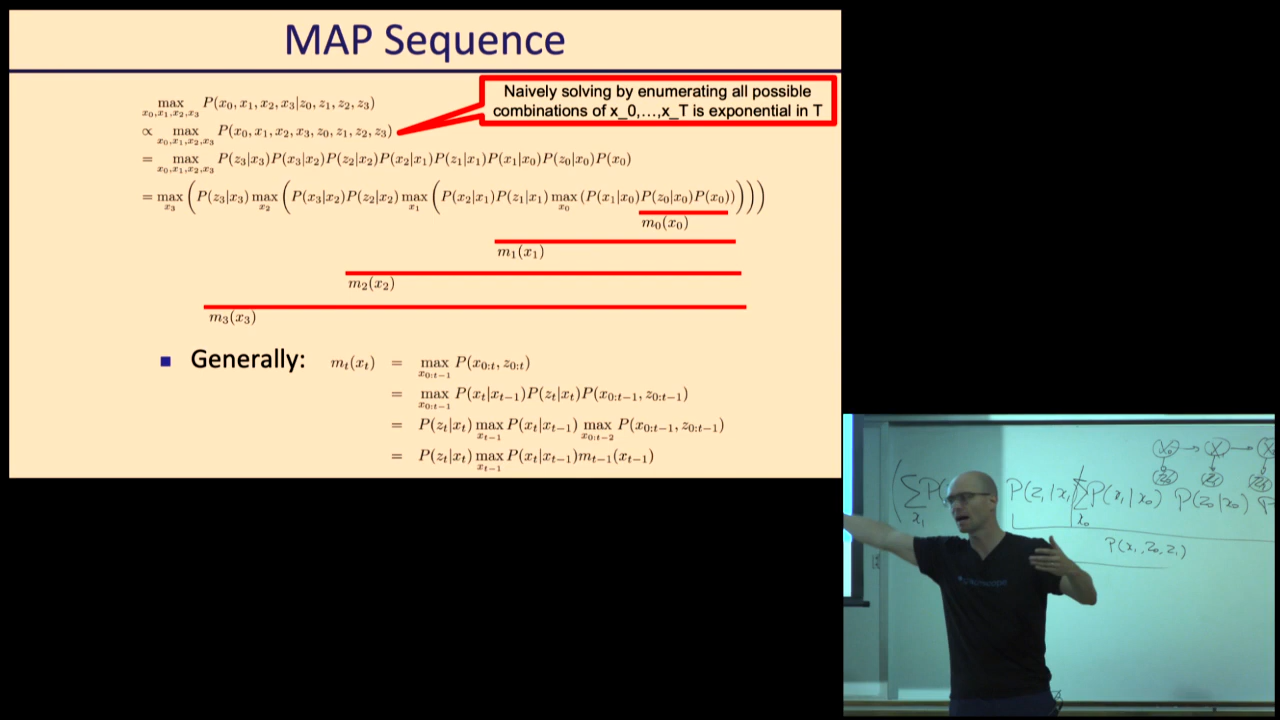 MAP Sequence
Naively solving by enumerating all possible
combinations of x_0,…,x_T is exponential in T
max_{x_0,x_1,x_2,x_3} P(x_0, x_1, x_2, x_3|z_0, z_1, z_2, z_3)
∝ max_{x_0,x_1,x_2,x_3} P(x_0, x_1, x_2, x_3, z_0, z_1, z_2, z_3)
= max_{x_0,x_1,x_2,x_3} P(z_3|x_3)P(x_3|x_2)P(z_2|x_2)P(x_2|x_1)P(z_1|x_1)P(x_1|x_0)P(z_0|x_0)P(x_0)
= max_{x_3} (P(z_3|x_3) max_{x_2} (P(x_3|x_2)P(z_2|x_2) max_{x_1} (P(x_2|x_1)P(z_1|x_1) max_{x_0} (P(x_1|x_0)P(z_0|x_0)P(x_0)))))
m_0(x_0)
m_1(x_1)
m_2(x_2)
m_3(x_3)
■ Generally: m_t(x_t) = max_{x_{0:t−1}} P(x_{0:t}, z_{0:t})
= max_{x_{0:t−1}} P(x_t|x_{t−1})P(z_t|x_t)P(x_{0:t−1}, z_{0:t−1})
= P(z_t|x_t) max_{x_{t−1}} P(x_t|x_{t−1}) max_{x_{0:t−2}} P(x_{0:t−1}, z_{0:t−1})
= P(z_t|x_t) max_{x_{t−1}} P(x_t|x_{t−1})m_{t−1}(x_{t−1})
(∑_{x_1} P( P(z_1|x_1) ∑_{x_0} P(x_1|x_0) P(z_0|x_0) P
P(x_1, z_0, z_1)